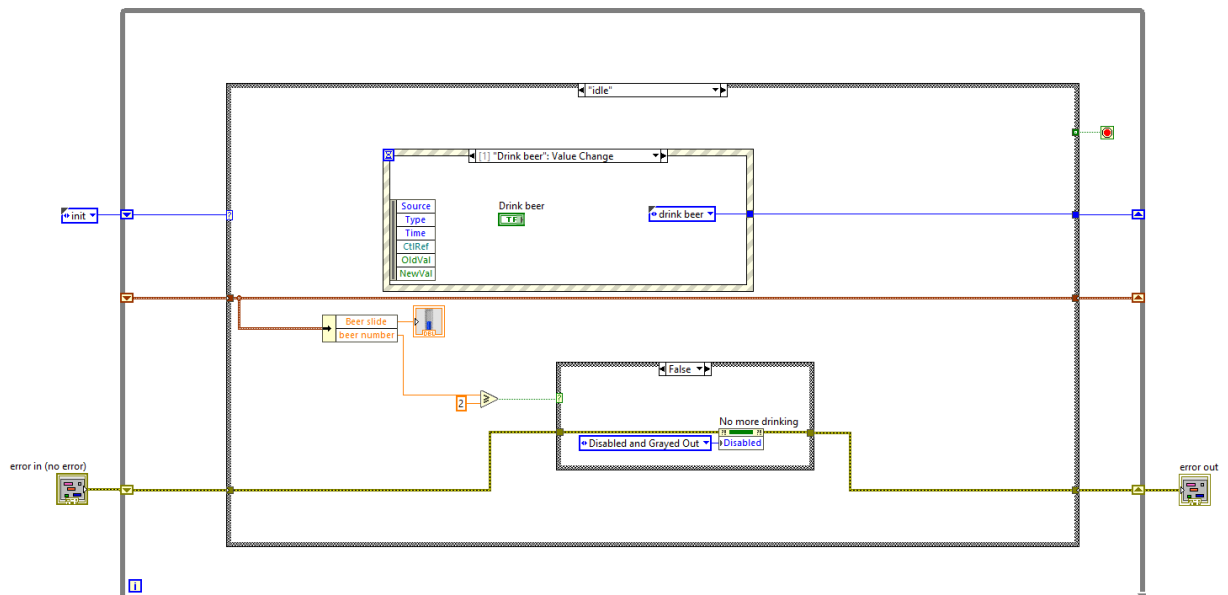 "idle"
[1] "Drink beer": Value Change
init
?
Source
Type
Time
CtlRef
OldVal
NewVal
Drink beer
TF
drink beer
Beer slide
beer number
False
2
?
No more drinking
Disabled and Grayed Out
Disabled
error in (no error)
error out
i